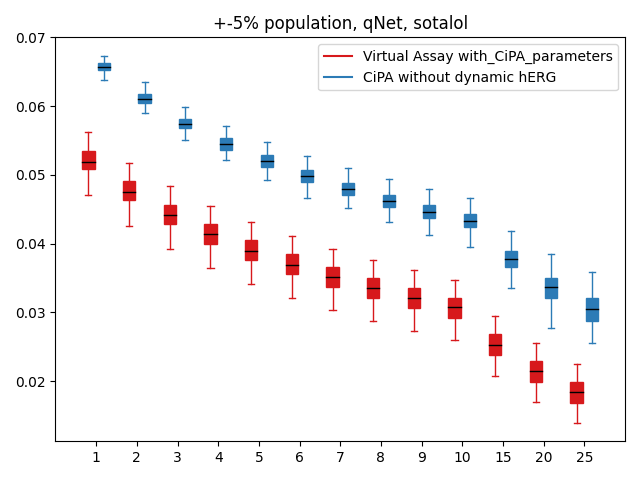 +-5% population, qNet, sotalol
Virtual Assay with_CiPA_parameters
CiPA without dynamic hERG
0.07
0.06
0.05
0.04
0.03
0.02
1 2 3 4 5 6 7 8 9 10 15 20 25